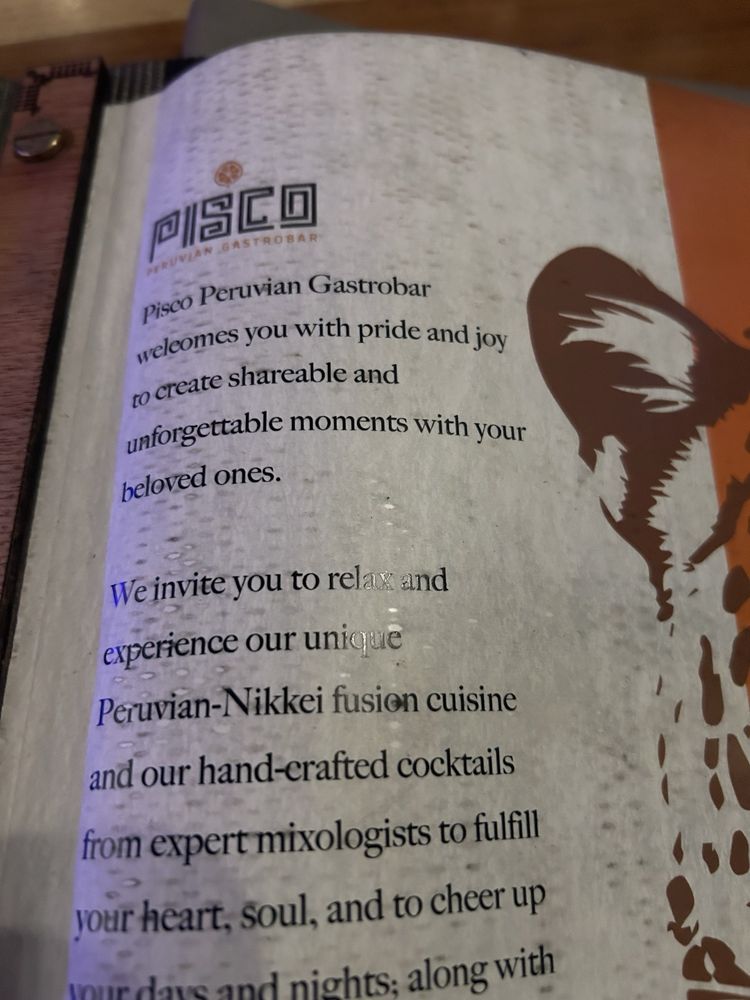 PISCO
PERUVIAN GASTROBAR
Pisco Peruvian Gastrobar
welcomes you with pride and joy
to create shareable and
unforgettable moments with your
beloved ones.
We invite you to relax and
experience our unique
Peruvian-Nikkei fusion cuisine
and our hand-crafted cocktails
from expert mixologists to fulfill
your heart, soul, and to cheer up
your days and nights; along with